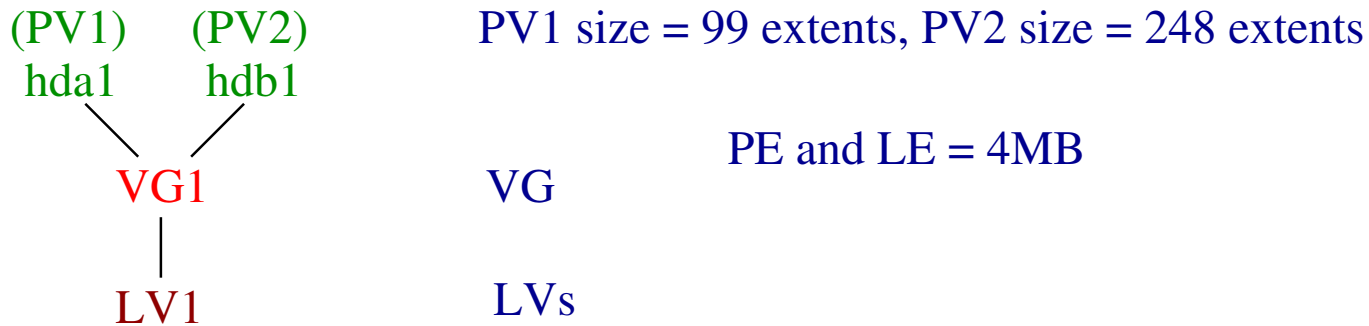 (PV1) (PV2) PV1 size = 99 extents, PV2 size = 248 extents
hda1 hdb1
PE and LE = 4MB
VG1 VG
LV1 LVs